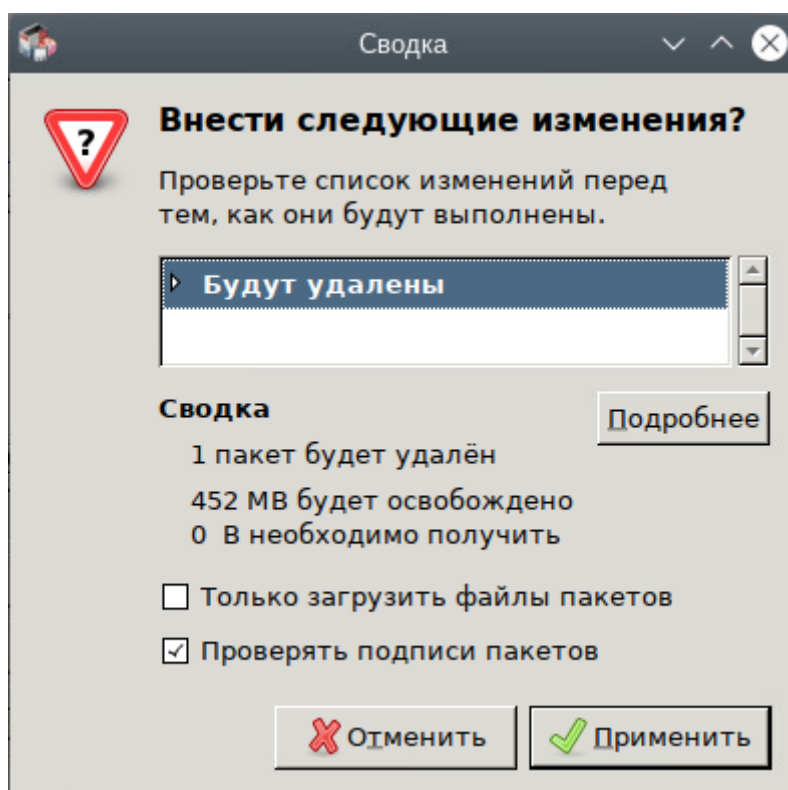 Сводка
?
Внести следующие изменения?
Проверьте список изменений перед
тем, как они будут выполнены.
Будут удалены
Сводка
Подробнее
1 пакет будет удалён
452 MB будет освобождено
0 B необходимо получить
Только загрузить файлы пакетов
Проверять подписи пакетов
Отменить
Применить